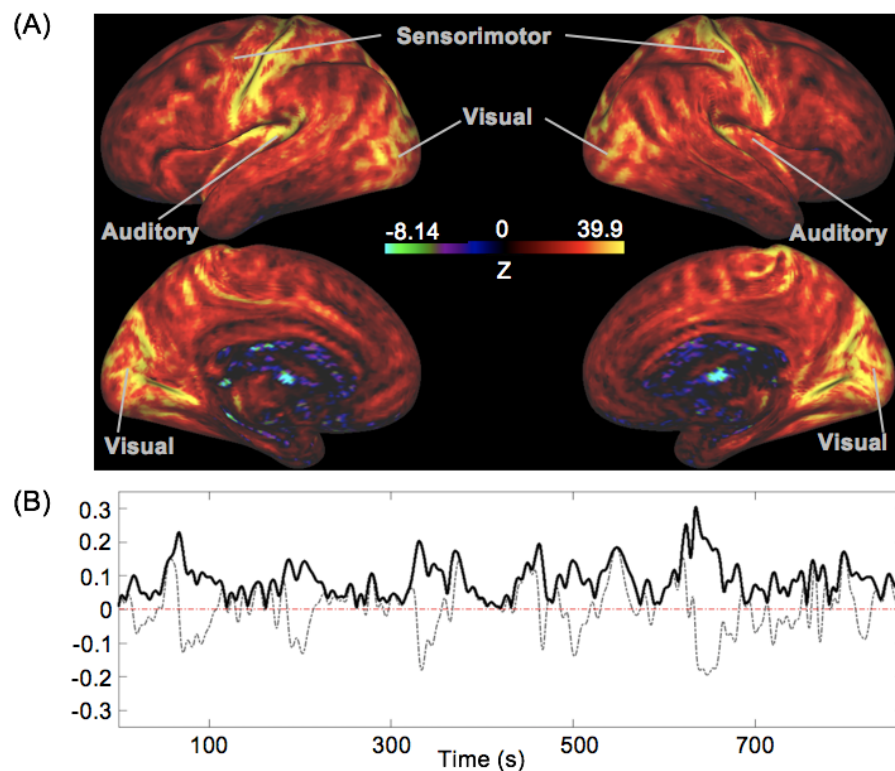 (A)
Sensorimotor
Visual
Auditory
Auditory
-8.14 0 39.9
Z
Visual
Visual
(B)
0.3
0.2
0.1
0
-0.1
-0.2
-0.3
100 300 500 700
Time (s)